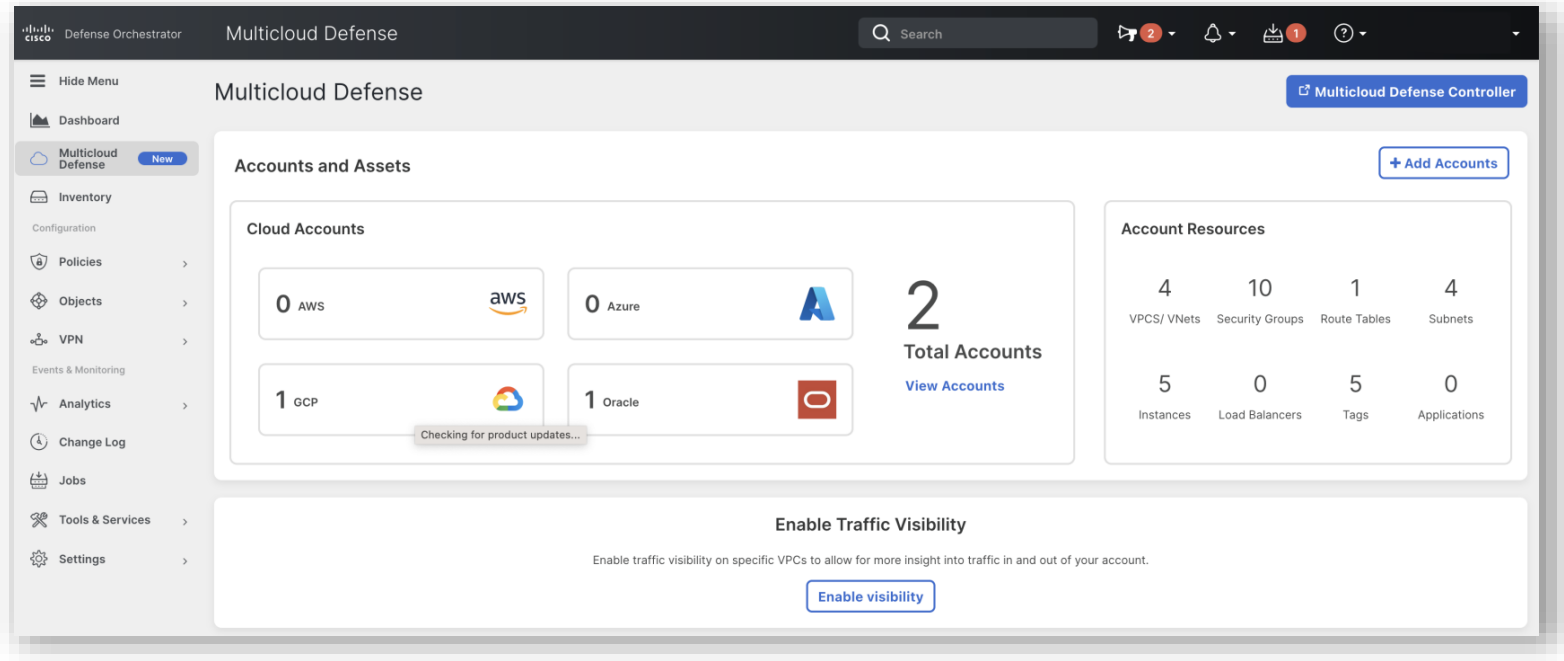 cisco Defense Orchestrator
Multicloud Defense
Search
2
1
?
Hide Menu
Dashboard
Multicloud
Defense
New
Inventory
Configuration
Policies
Objects
VPN
Events & Monitoring
Analytics
Change Log
Jobs
Tools & Services
Settings
Multicloud Defense
Multicloud Defense Controller
Accounts and Assets
+ Add Accounts
Cloud Accounts
0 AWS
aws
0 Azure
1 GCP
1 Oracle
Checking for product updates...
2
Total Accounts
View Accounts
Account Resources
4 10 1 4
VPCS/ VNets Security Groups Route Tables Subnets
5 0 5 0
Instances Load Balancers Tags Applications
Enable Traffic Visibility
Enable traffic visibility on specific VPCs to allow for more insight into traffic in and out of your account.
Enable visibility